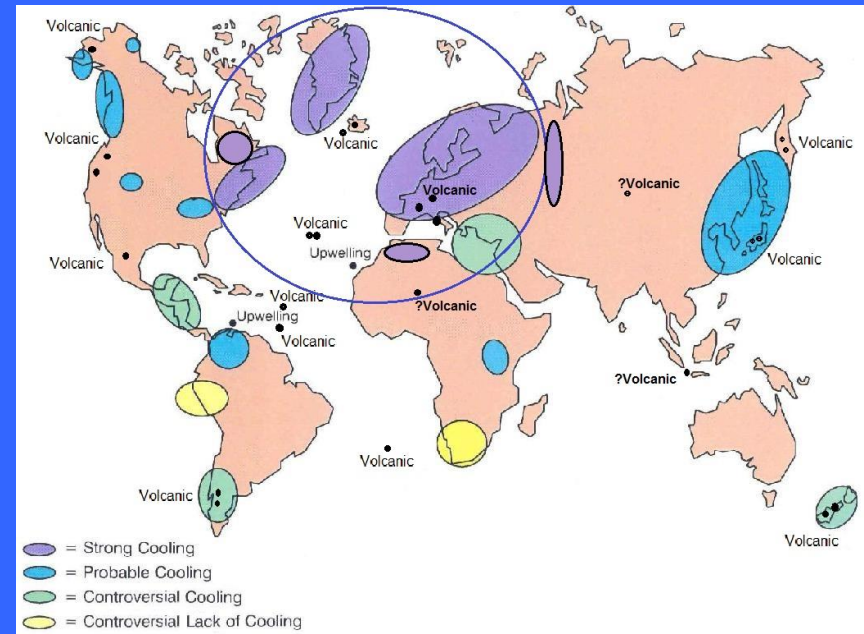 Volcanic
Volcanic
Volcanic
Volcanic
Volcanic
?Volcanic
Volcanic
Upwelling
Volcanic
Volcanic
Volcanic
?Volcanic
Upwelling
Volcanic
?Volcanic
Volcanic
Volcanic
Volcanic
= Strong Cooling
= Probable Cooling
= Controversial Cooling
= Controversial Lack of Cooling